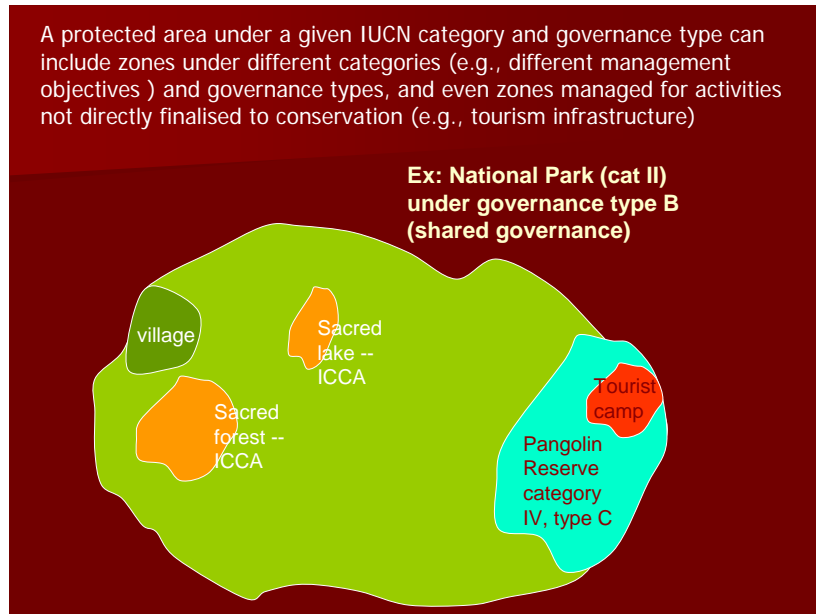 A protected area under a given IUCN category and governance type can
include zones under different categories (e.g., different management
objectives ) and governance types, and even zones managed for activities
not directly finalised to conservation (e.g., tourism infrastructure)
Ex: National Park (cat II)
under governance type B
(shared governance)
village
Sacred
lake --
ICCA
Sacred
forest --
ICCA
Tourist
camp
Pangolin
Reserve
category
IV, type C